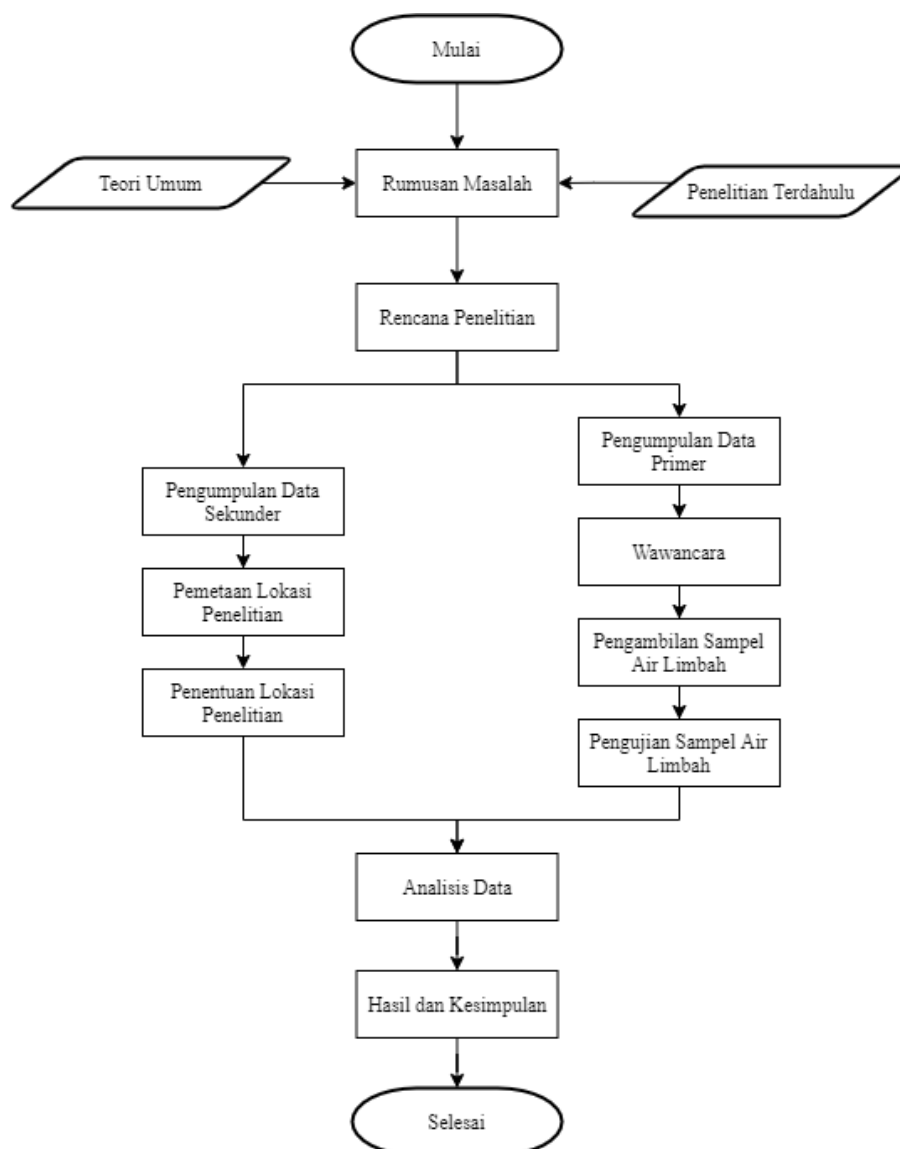 Mulai
Teori Umum
Rumusan Masalah
Penelitian Terdahulu
Rencana Penelitian
Pengumpulan Data
Sekunder
Pemetaan Lokasi
Penelitian
Penentuan Lokasi
Penelitian
Pengumpulan Data
Primer
Wawancara
Pengambilan Sampel
Air Limbah
Pengujian Sampel Air
Limbah
Analisis Data
Hasil dan Kesimpulan
Selesai